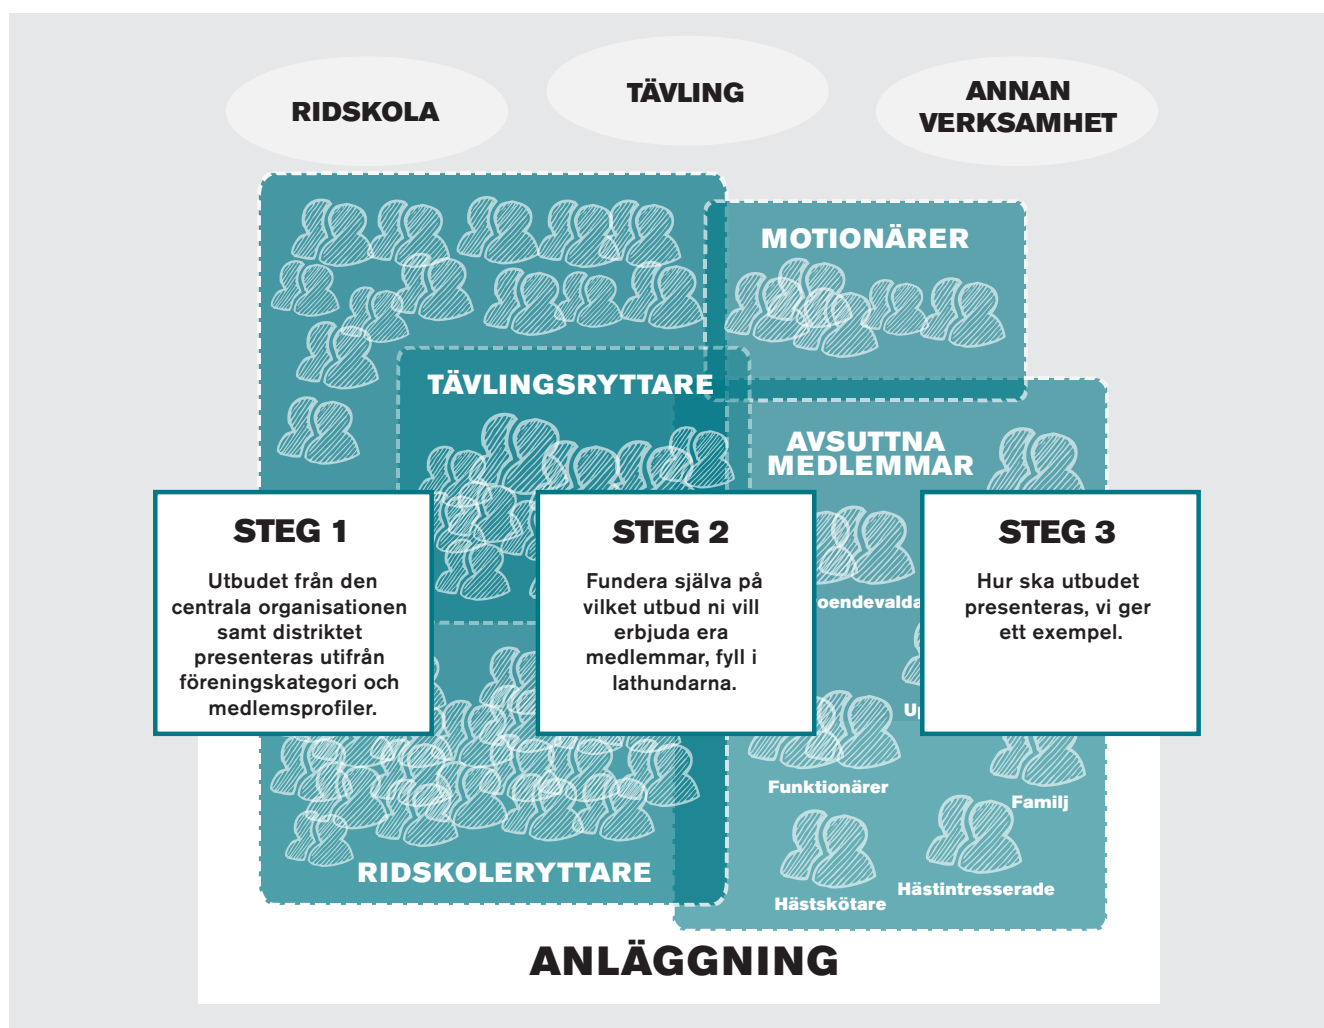 RIDSKOLA
TÄVLING
ANNAN
VERKSAMHET
MOTIONÄRER
TÄVLINGSRYTTARE
AVSUTTNA
MEDLEMMAR
STEG 1
Utbudet från den
centrala organisationen
samt distriktet
presenteras utifrån
föreningskategori och
medlemsprofiler.
STEG 2
Fundera själva på
vilket utbud ni vill
erbjuda era
medlemmar, fyll i
lathundarna.
STEG 3
Hur ska utbudet
presenteras, vi ger
ett exempel.
Funktionärer
Familj
RIDSKOLERYTTARE
Hästintresserade
Hästskötare
ANLÄGGNING